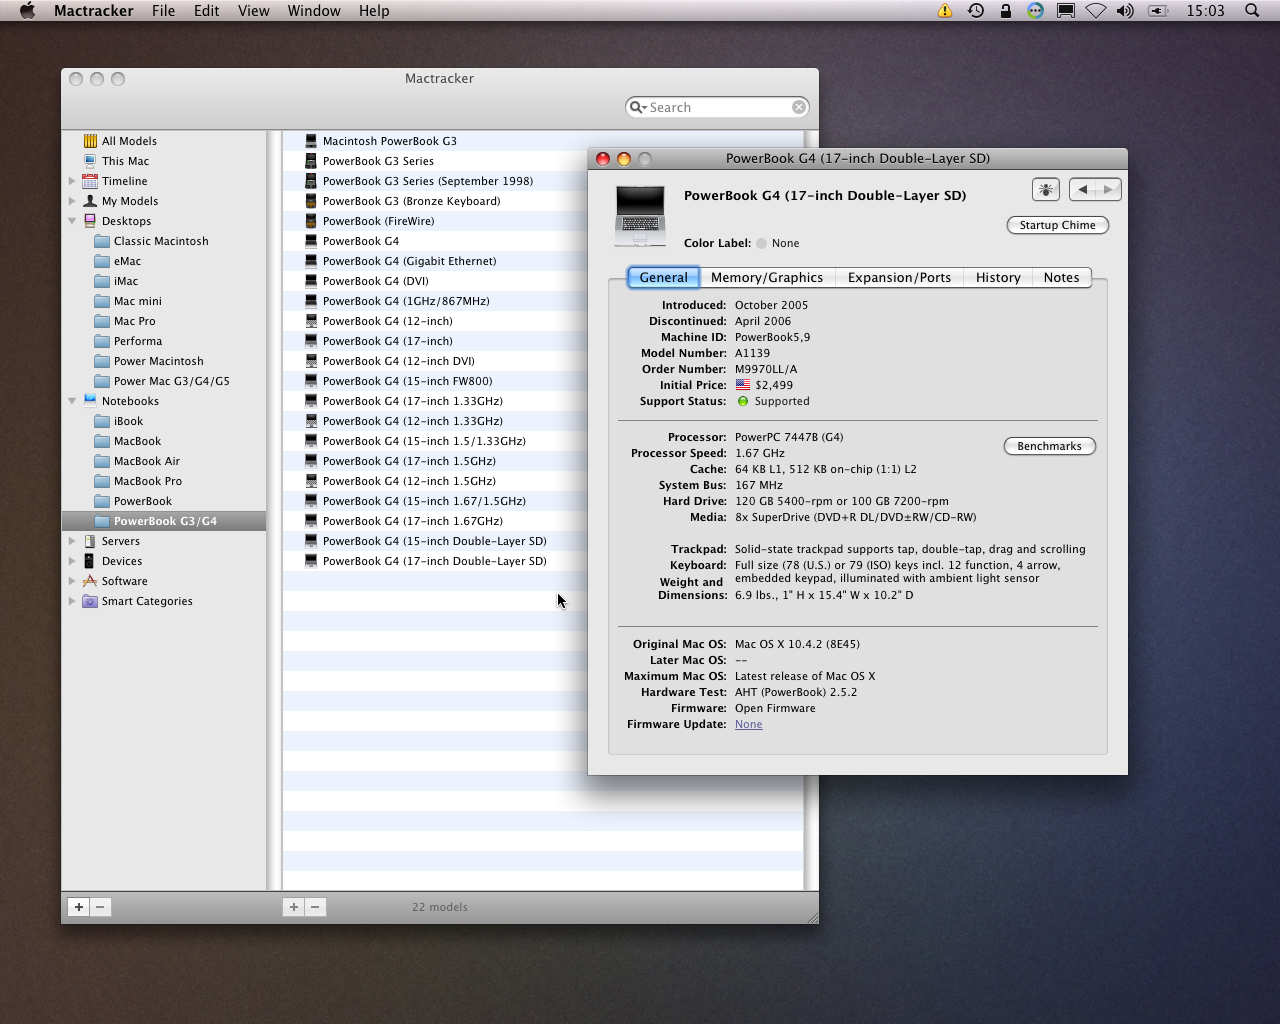 Mactracker File Edit View Window Help 15:03
Mactracker
Search
All Models
This Mac
Timeline
My Models
Desktops
Classic Macintosh
eMac
iMac
Mac mini
Mac Pro
Performa
Power Macintosh
Power Mac G3/G4/G5
Notebooks
iBook
MacBook
MacBook Air
MacBook Pro
PowerBook
PowerBook G3/G4
Servers
Devices
Software
Smart Categories
Macintosh PowerBook G3
PowerBook G3 Series
PowerBook G3 Series (September 1998)
PowerBook G3 (Bronze Keyboard)
PowerBook (FireWire)
PowerBook G4
PowerBook G4 (Gigabit Ethernet)
PowerBook G4 (DVI)
PowerBook G4 (1GHz/867MHz)
PowerBook G4 (12-inch)
PowerBook G4 (17-inch)
PowerBook G4 (12-inch DVI)
PowerBook G4 (15-inch FW800)
PowerBook G4 (17-inch 1.33GHz)
PowerBook G4 (12-inch 1.33GHz)
PowerBook G4 (15-inch 1.5/1.33GHz)
PowerBook G4 (17-inch 1.5GHz)
PowerBook G4 (12-inch 1.5GHz)
PowerBook G4 (15-inch 1.67/1.5GHz)
PowerBook G4 (17-inch 1.67GHz)
PowerBook G4 (15-inch Double-Layer SD)
PowerBook G4 (17-inch Double-Layer SD)
22 models
PowerBook G4 (17-inch Double-Layer SD)
PowerBook G4 (17-inch Double-Layer SD)
Startup Chime
Color Label: None
General Memory/Graphics Expansion/Ports History Notes
Introduced: October 2005
Discontinued: April 2006
Machine ID: PowerBook5,9
Model Number: A1139
Order Number: M9970LL/A
Initial Price: $2,499
Support Status: Supported
Processor: PowerPC 7447B (G4)
Benchmarks
Processor Speed: 1.67 GHz
Cache: 64 KB L1, 512 KB on-chip (1:1) L2
System Bus: 167 MHz
Hard Drive: 120 GB 5400-rpm or 100 GB 7200-rpm
Media: 8x SuperDrive (DVD+R DL/DVD±RW/CD-RW)
Trackpad: Solid-state trackpad supports tap, double-tap, drag and scrolling
Keyboard: Full size (78 (U.S.) or 79 (ISO) keys incl. 12 function, 4 arrow,
embedded keypad, illuminated with ambient light sensor
Weight and
Dimensions: 6.9 lbs., 1" H x 15.4" W x 10.2" D
Original Mac OS: Mac OS X 10.4.2 (8E45)
Later Mac OS: --
Maximum Mac OS: Latest release of Mac OS X
Hardware Test: AHT (PowerBook) 2.5.2
Firmware: Open Firmware
Firmware Update: None